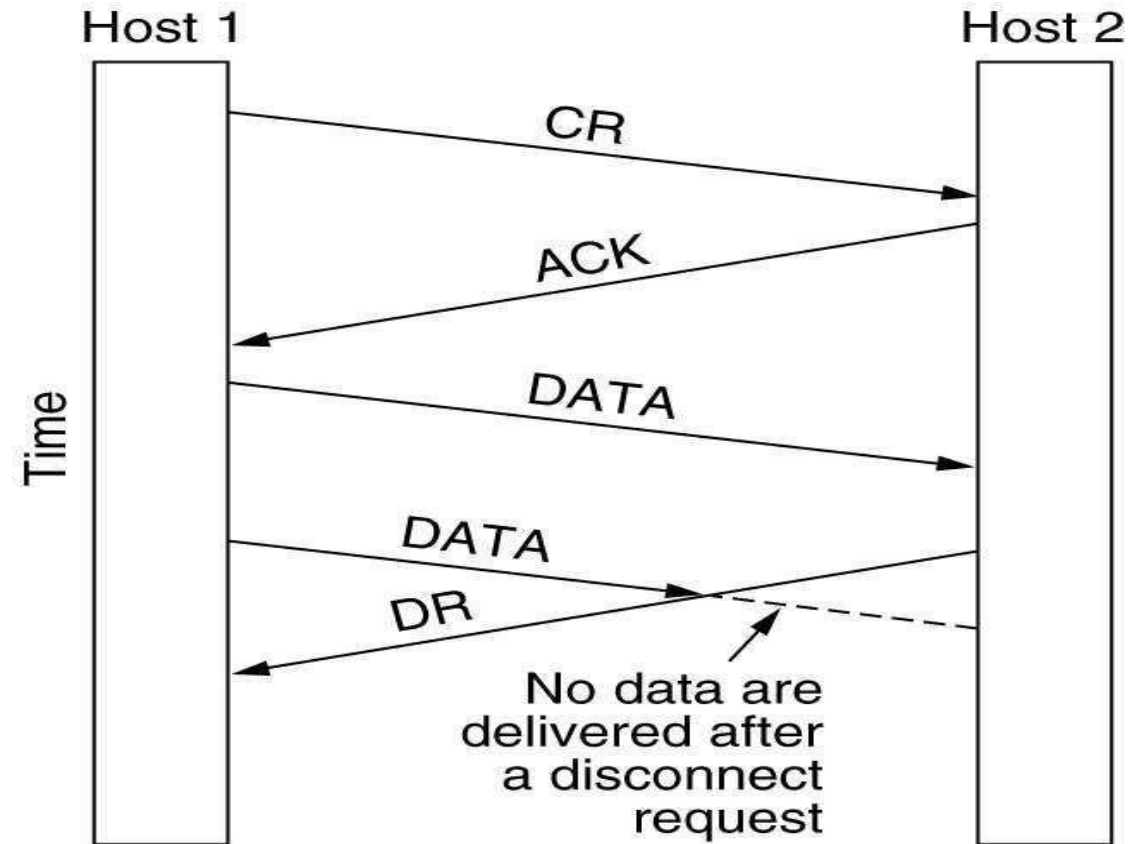 Host 1
Host 2
CR
ACK
DATA
Time
DATA
DR
No data are
delivered after
a disconnect
request